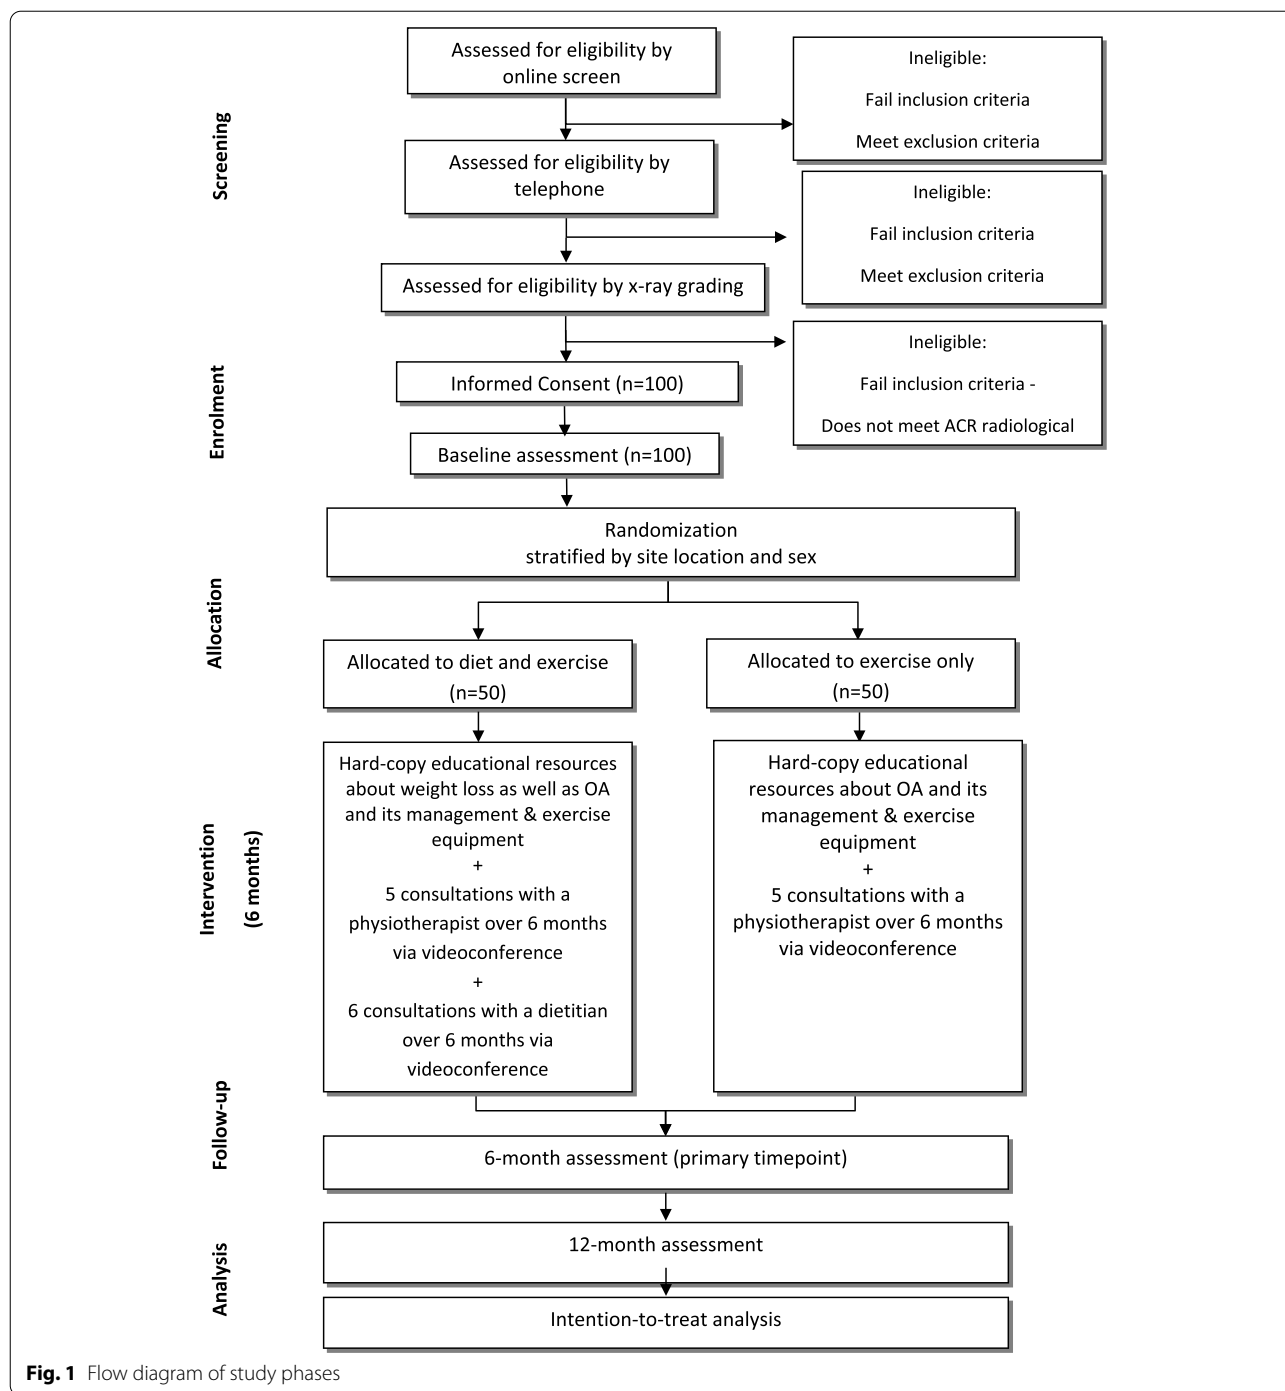 Screening
Assessed for eligibility by
online screen
Ineligible:
Fail inclusion criteria
Meet exclusion criteria
Assessed for eligibility by
telephone
Ineligible:
Fail inclusion criteria
Meet exclusion criteria
Assessed for eligibility by x-ray grading
Ineligible:
Fail inclusion criteria -
Does not meet ACR radiological
Enrolment
Informed Consent (n=100)
Baseline assessment (n=100)
Randomization
stratified by site location and sex
Allocation
Allocated to diet and exercise
(n=50)
Allocated to exercise only
(n=50)
Intervention
(6 months)
Hard-copy educational resources
about weight loss as well as OA
and its management & exercise
equipment
+
5 consultations with a
physiotherapist over 6 months
via videoconference
+
6 consultations with a dietitian
over 6 months via
videoconference
Hard-copy educational
resources about OA and its
management & exercise
equipment
+
5 consultations with a
physiotherapist over 6 months
via videoconference
Follow-up
6-month assessment (primary timepoint)
12-month assessment
Analysis
Intention-to-treat analysis
Fig. 1 Flow diagram of study phases